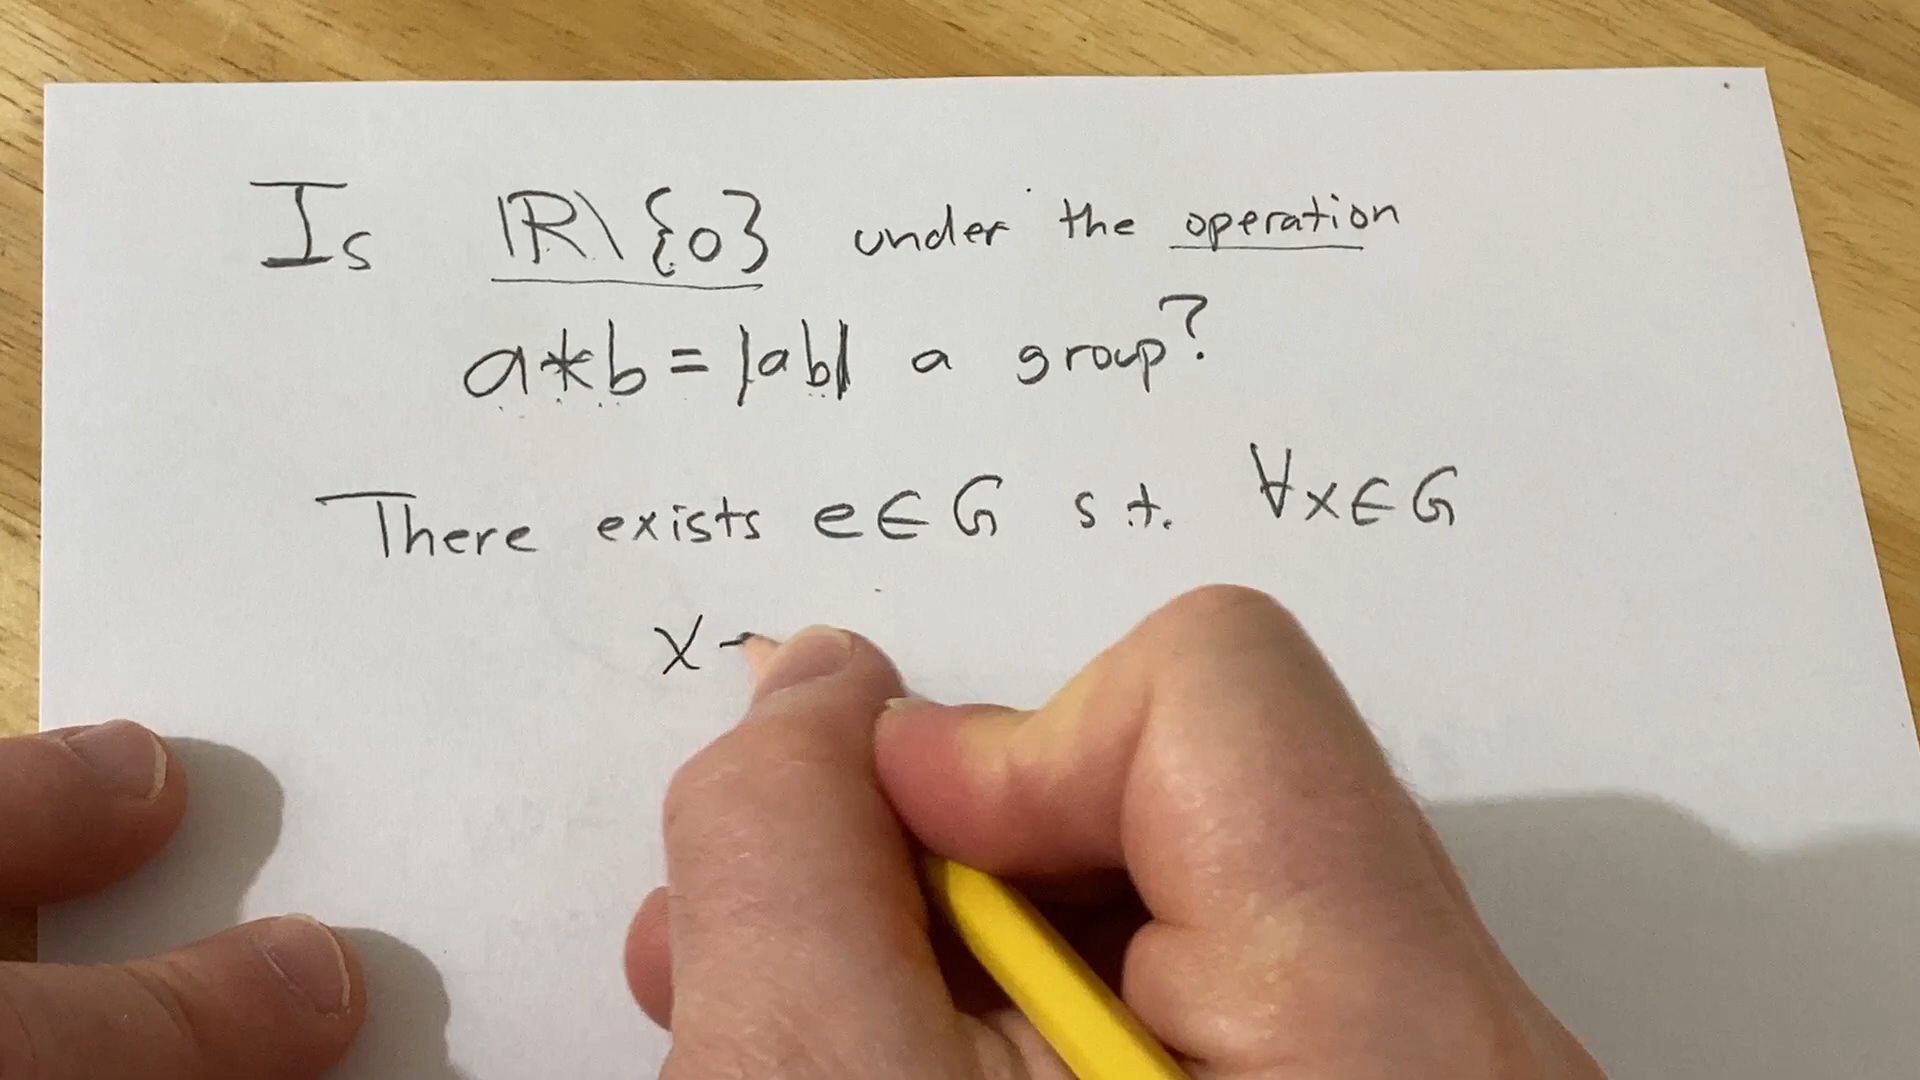 Is ℝ\{0} under the operation
a*b = |ab| a group?
There exists e∈G s.t. ∀x∈G
x